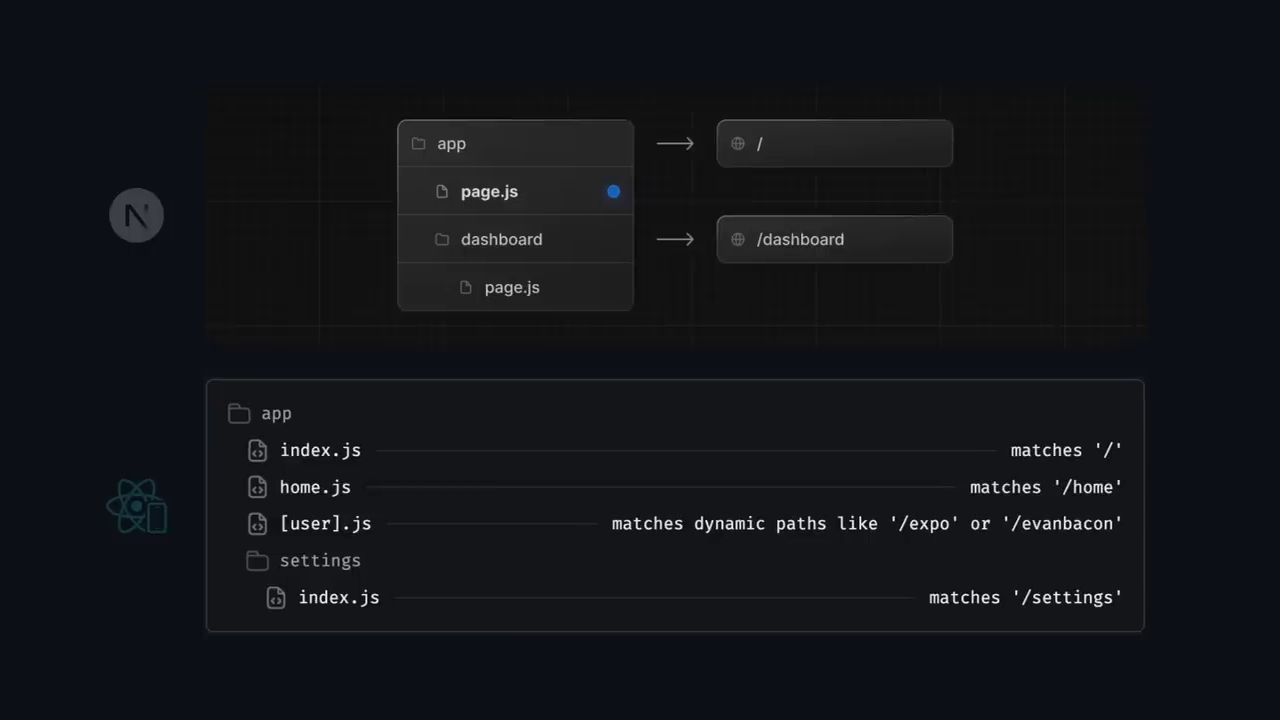 app
/
page.js
dashboard
/dashboard
page.js
N
app
index.js matches '/'
home.js matches '/home'
[user].js matches dynamic paths like '/expo' or '/evanbacon'
settings
index.js matches '/settings'